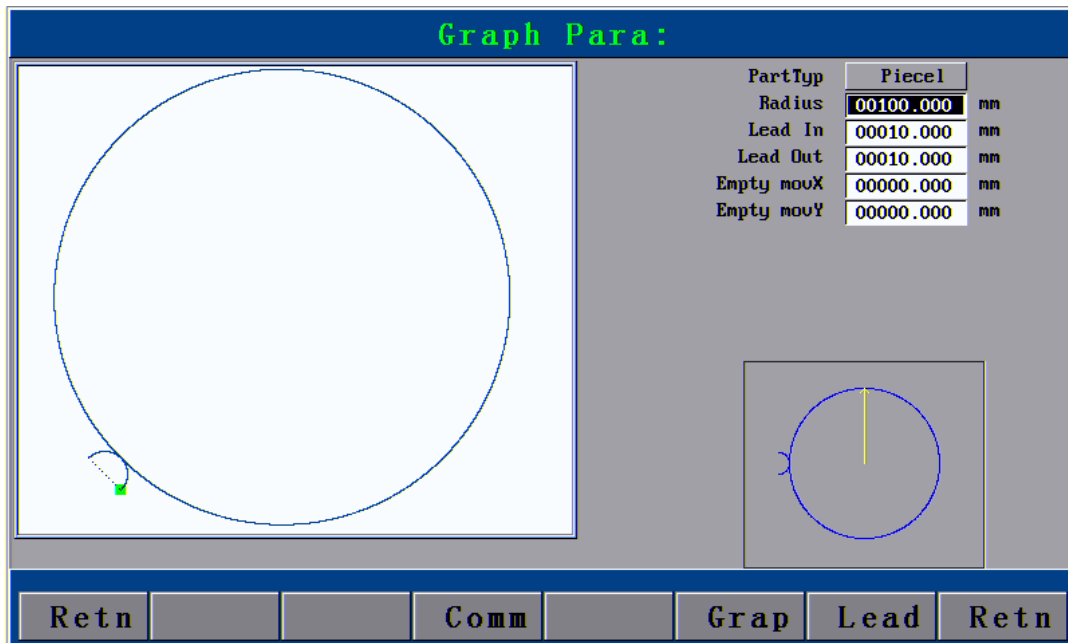 Graph Para:
PartTyp Piece1
Radius 00100.000 mm
Lead In 00010.000 mm
Lead Out 00010.000 mm
Empty movX 00000.000 mm
Empty movY 00000.000 mm
Retn Comm Grap Lead Retn